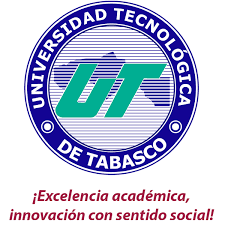 UNIVERSIDAD TECNOLÓGICA
UT
DE TABASCO
¡Excelencia académica,
innovación con sentido social!